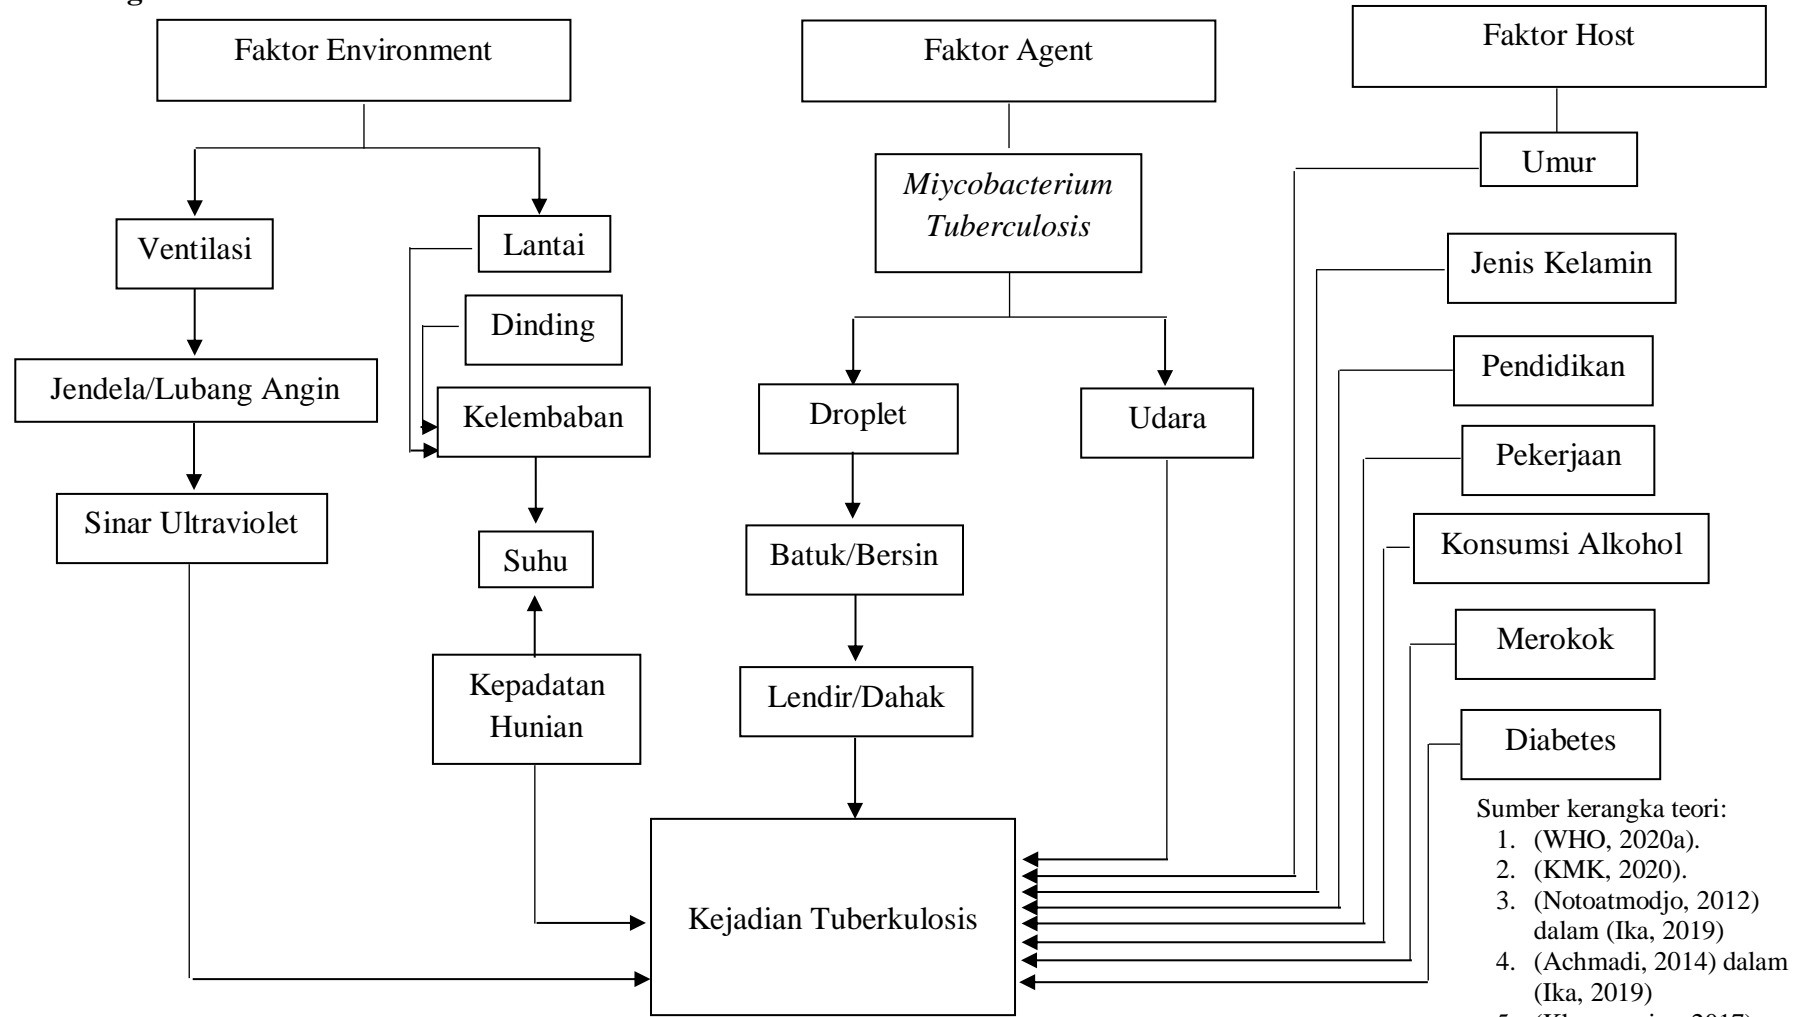 Faktor Environment
Faktor Agent
Faktor Host
Umur
Miycobacterium
Tuberculosis
Ventilasi
Lantai
Jenis Kelamin
Dinding
Pendidikan
Jendela/Lubang Angin
Kelembaban
Droplet
Udara
Pekerjaan
Sinar Ultraviolet
Suhu
Batuk/Bersin
Konsumsi Alkohol
Merokok
Kepadatan
Hunian
Lendir/Dahak
Diabetes
Kejadian Tuberkulosis
Sumber kerangka teori:
1. (WHO, 2020a).
2. (KMK, 2020).
3. (Notoatmodjo, 2012)
dalam (Ika, 2019)
4. (Achmadi, 2014) dalam
(Ika, 2019)